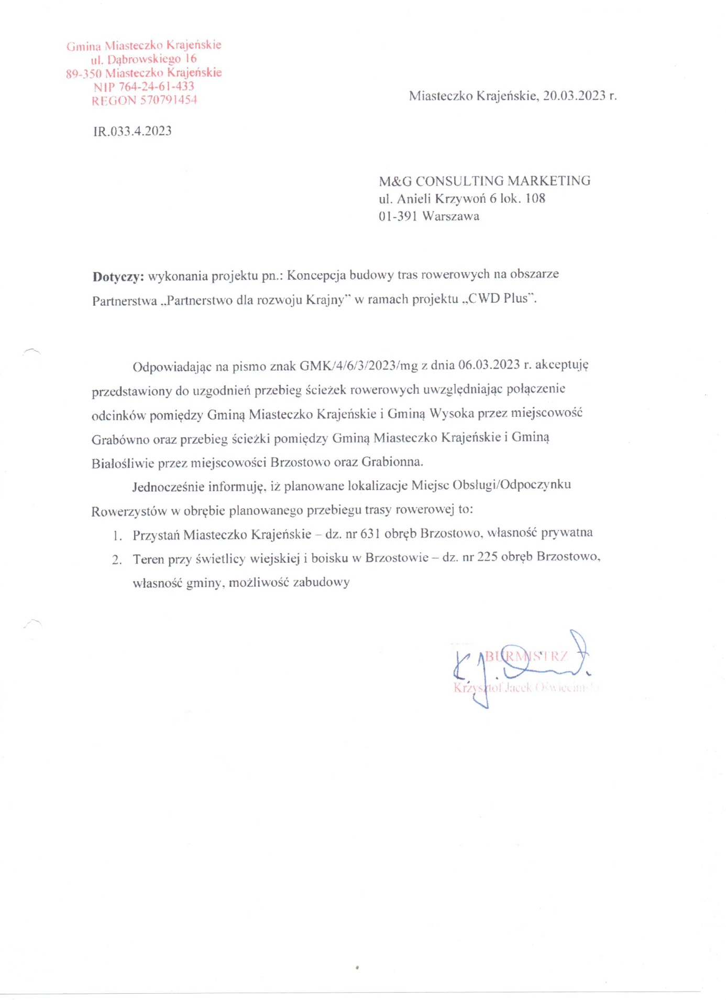 Gmina Miasteczko Krajeńskie
ul. Dąbrowskiego 16
89-350 Miasteczko Krajeńskie
NIP 764-24-61-433
REGON 570791454
Miasteczko Krajeńskie, 20.03.2023 r.
IR.033.4.2023
M&G CONSULTING MARKETING
ul. Anieli Krzywoń 6 lok. 108
01-391 Warszawa
Dotyczy: wykonania projektu pn.: Koncepcja budowy tras rowerowych na obszarze
Partnerstwa „Partnerstwo dla rozwoju Krajny” w ramach projektu „CWD Plus”.
Odpowiadając na pismo znak GMK/4/6/3/2023/mg z dnia 06.03.2023 r. akceptuję
przedstawiony do uzgodnień przebieg ścieżek rowerowych uwzględniając połączenie
odcinków pomiędzy Gminą Miasteczko Krajeńskie i Gminą Wysoka przez miejscowość
Grabówno oraz przebieg ścieżki pomiędzy Gminą Miasteczko Krajeńskie i Gminą
Białośliwie przez miejscowości Brzostowo oraz Grabionna.
Jednocześnie informuję, iż planowane lokalizacje Miejsc Obsługi/Odpoczynku
Rowerzystów w obrębie planowanego przebiegu trasy rowerowej to:
1. Przystań Miasteczko Krajeńskie – dz. nr 631 obręb Brzostowo, własność prywatna
2. Teren przy świetlicy wiejskiej i boisku w Brzostowie – dz. nr 225 obręb Brzostowo,
własność gminy, możliwość zabudowy
BURMISTRZ
Krzysztof Jacek